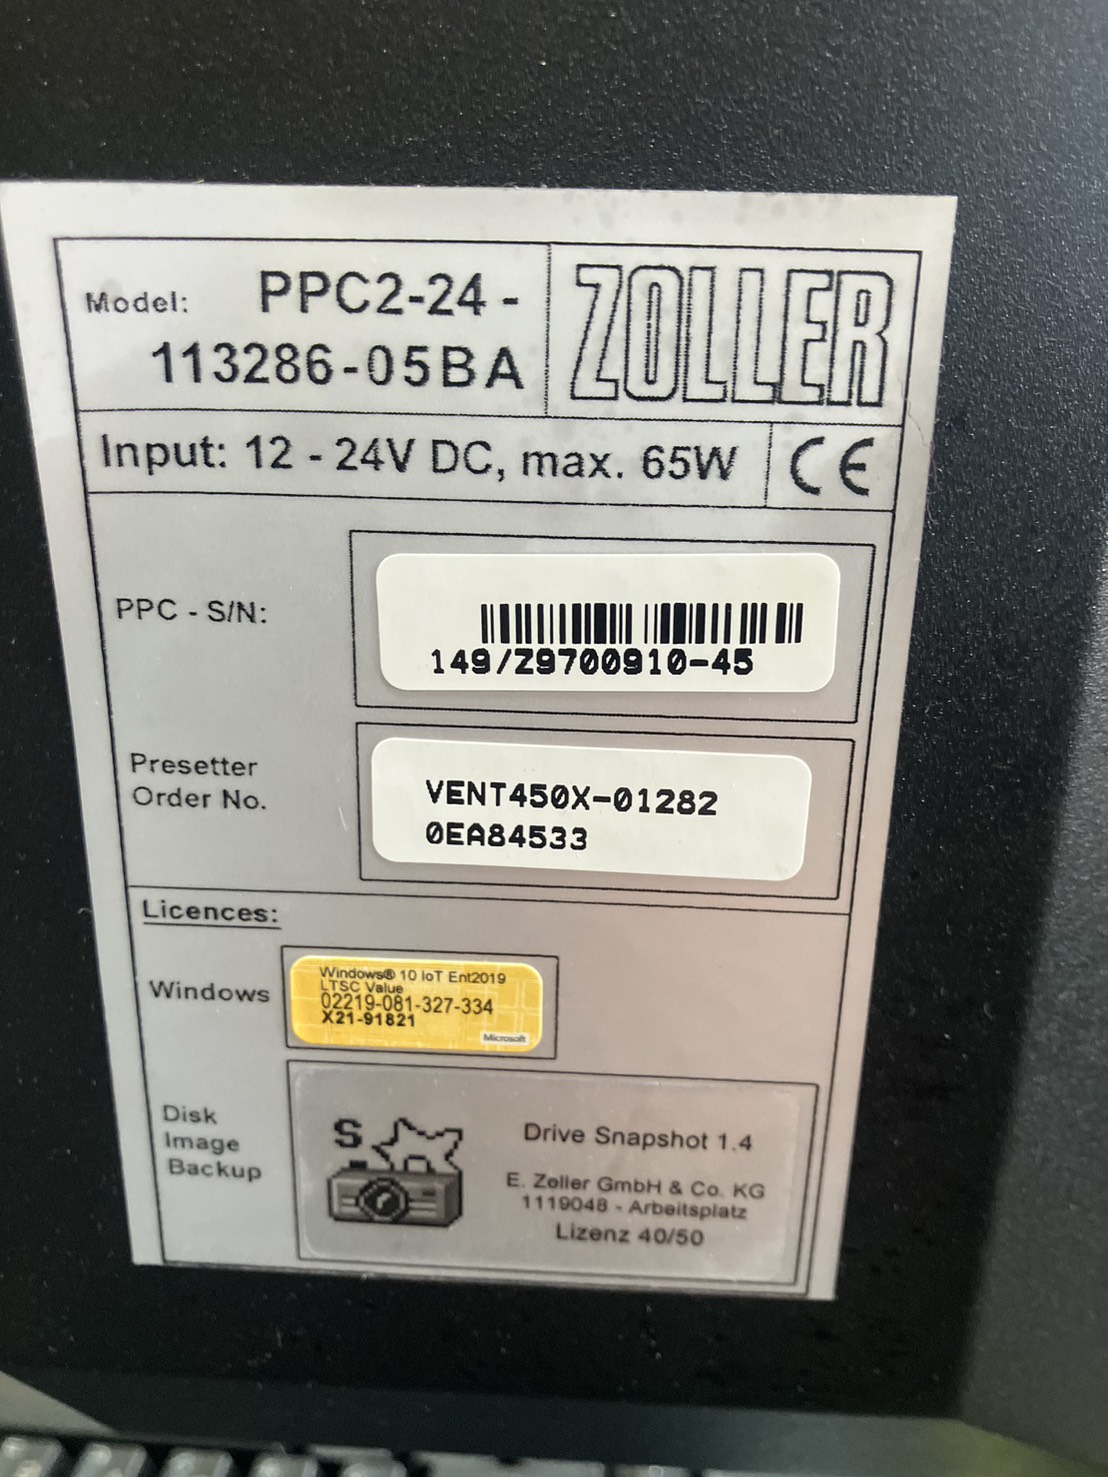 Model: PPC2-24 -
113286-05BA
ZOLLER
Input: 12 - 24V DC, max. 65W
CE
PPC - S/N:
149/Z9700910-45
Presetter
Order No.
VENT450X-01282
0EA84533
Licences:
Windows
Windows® 10 IoT Ent2019
LTSC Value
02219-081-327-334
X21-91821
Microsoft
Disk
Image
Backup
S
Drive Snapshot 1.4
E. Zoller GmbH & Co. KG
1119048 - Arbeitsplatz
Lizenz 40/50